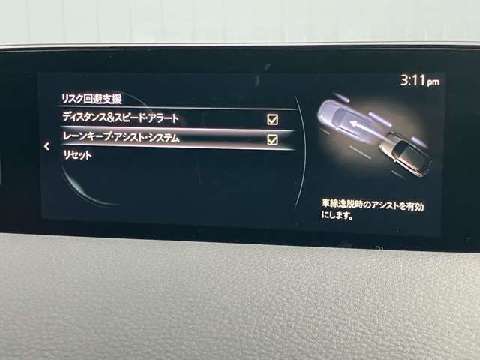 3:11pm
リスク回避支援
ディスタンス&スピード・アラート
レーンキープ・アシスト・システム
リセット
車線逸脱時のアシストを有効
にします。